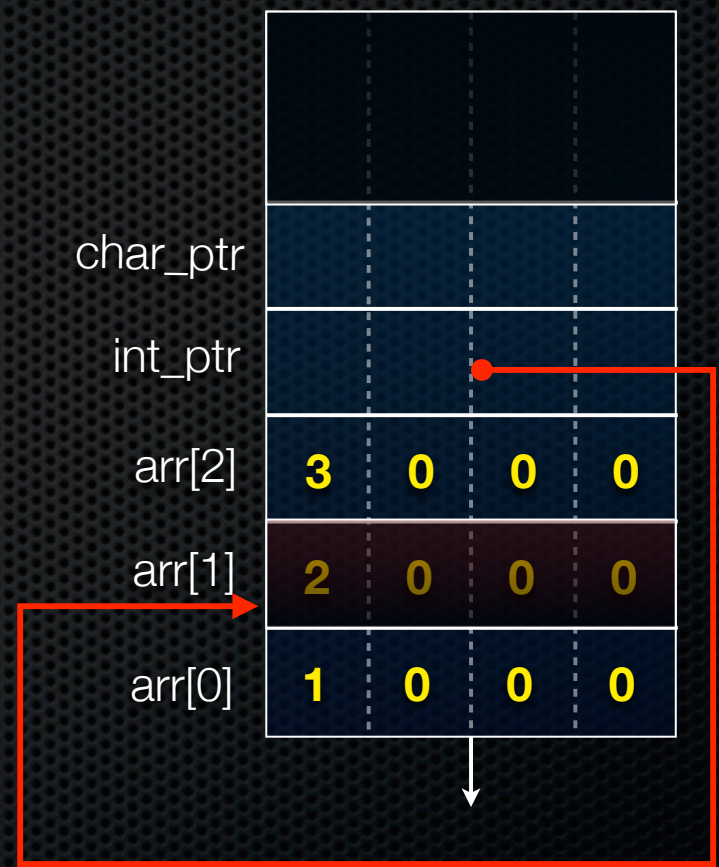 char_ptr
int_ptr
arr[2] 3 0 0 0
arr[1] 2 0 0 0
arr[0] 1 0 0 0